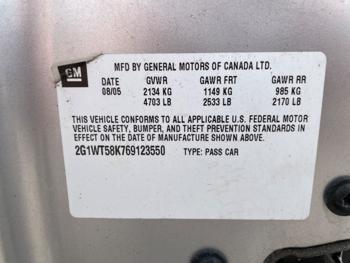 GM
MFD BY GENERAL MOTORS OF CANADA LTD.
DATE GVWR GAWR FRT GAWR RR
08/05 2134 KG 1149 KG 985 KG
4703 LB 2533 LB 2170 LB
THIS VEHICLE CONFORMS TO ALL APPLICABLE U.S. FEDERAL MOTOR
VEHICLE SAFETY, BUMPER, AND THEFT PREVENTION STANDARDS IN
EFFECT ON THE DATE OF MANUFACTURE SHOWN ABOVE.
2G1WT58K769123550 TYPE: PASS CAR